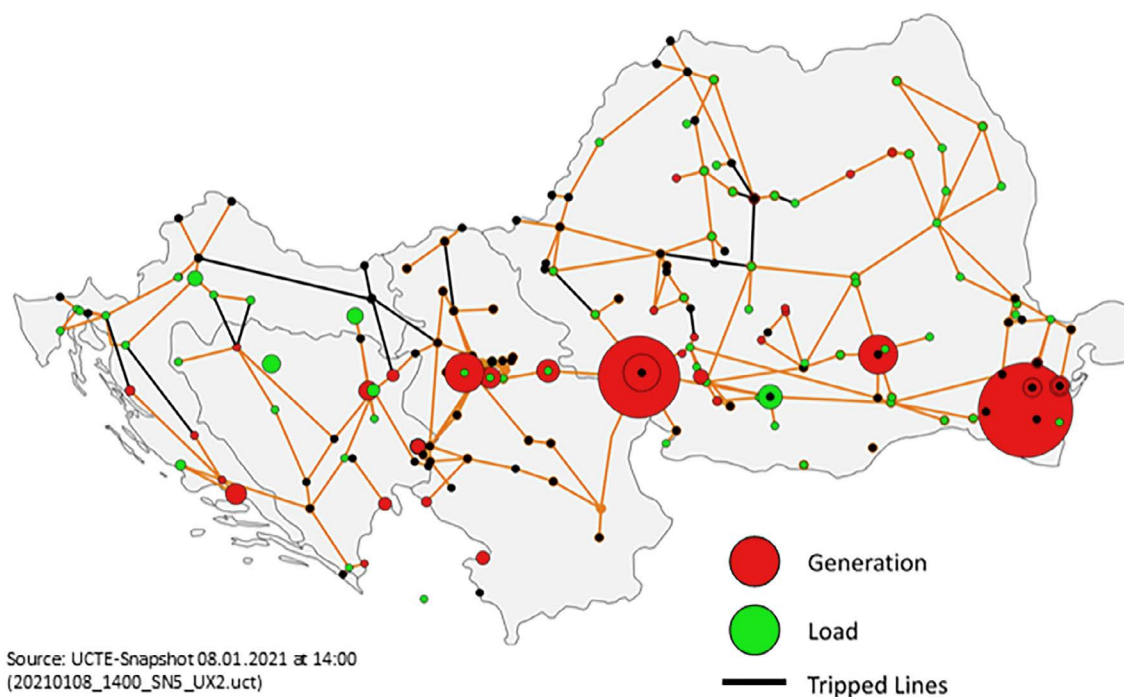 Generation
Load
Tripped Lines
Source: UCTE-Snapshot 08.01.2021 at 14:00
(20210108_1400_SN5_UX2.uct)